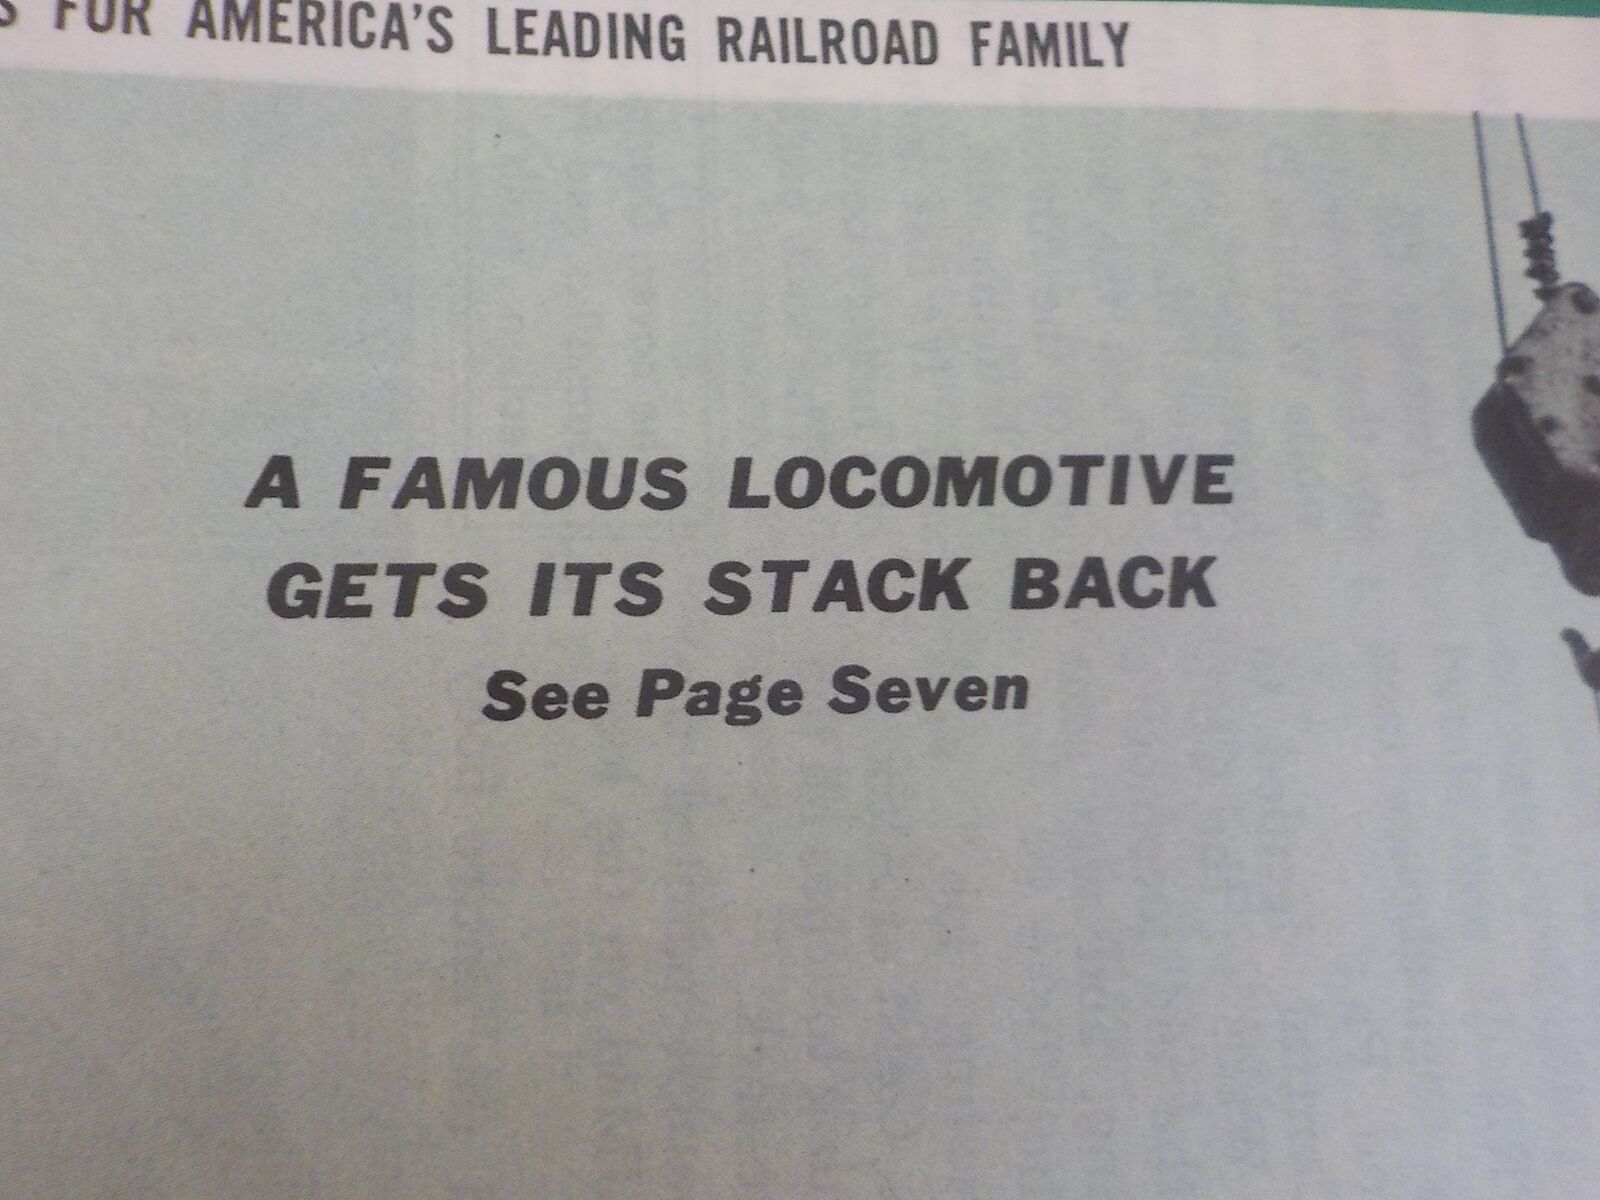 FOR AMERICA'S LEADING RAILROAD FAMILY
A FAMOUS LOCOMOTIVE
GETS ITS STACK BACK
See Page Seven